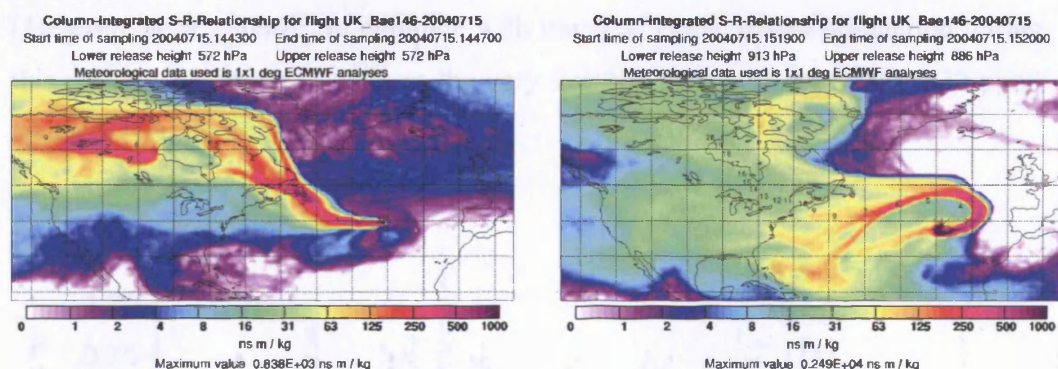 Column-integrated S-R-Relationship for flight UK_Bae146-20040715
Start time of sampling 20040715.144300 End time of sampling 20040715.144700
Lower release height 572 hPa Upper release height 572 hPa
Meteorological data used is 1x1 deg ECMWF analyses
0 1 2 4 8 16 31 63 125 250 500 1000
ns m / kg
Maximum value 0.838E+03 ns m / kg
Column-integrated S-R-Relationship for flight UK_Bae146-20040715
Start time of sampling 20040715.151900 End time of sampling 20040715.152000
Lower release height 913 hPa Upper release height 886 hPa
Meteorological data used is 1x1 deg ECMWF analyses
0 1 2 4 8 16 31 63 125 250 500 1000
ns m / kg
Maximum value 0.249E+04 ns m / kg